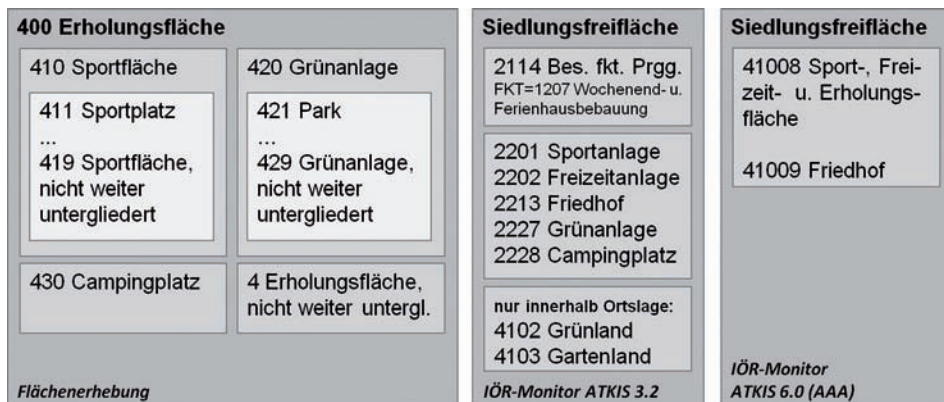 400 Erholungsfläche
410 Sportfläche
411 Sportplatz
...
419 Sportfläche,
nicht weiter
untergliedert
420 Grünanlage
421 Park
...
429 Grünanlage,
nicht weiter
untergliedert
430 Campingplatz
4 Erholungsfläche,
nicht weiter untergl.
Flächenerhebung
Siedlungsfreifläche
2114 Bes. fkt. Prgg.
FKT=1207 Wochenend- u.
Ferienhausbebauung
2201 Sportanlage
2202 Freizeitanlage
2213 Friedhof
2227 Grünanlage
2228 Campingplatz
nur innerhalb Ortslage:
4102 Grünland
4103 Gartenland
IÖR-Monitor ATKIS 3.2
Siedlungsfreifläche
41008 Sport-, Frei-
zeit- u. Erholungs-
fläche
41009 Friedhof
IÖR-Monitor
ATKIS 6.0 (AAA)